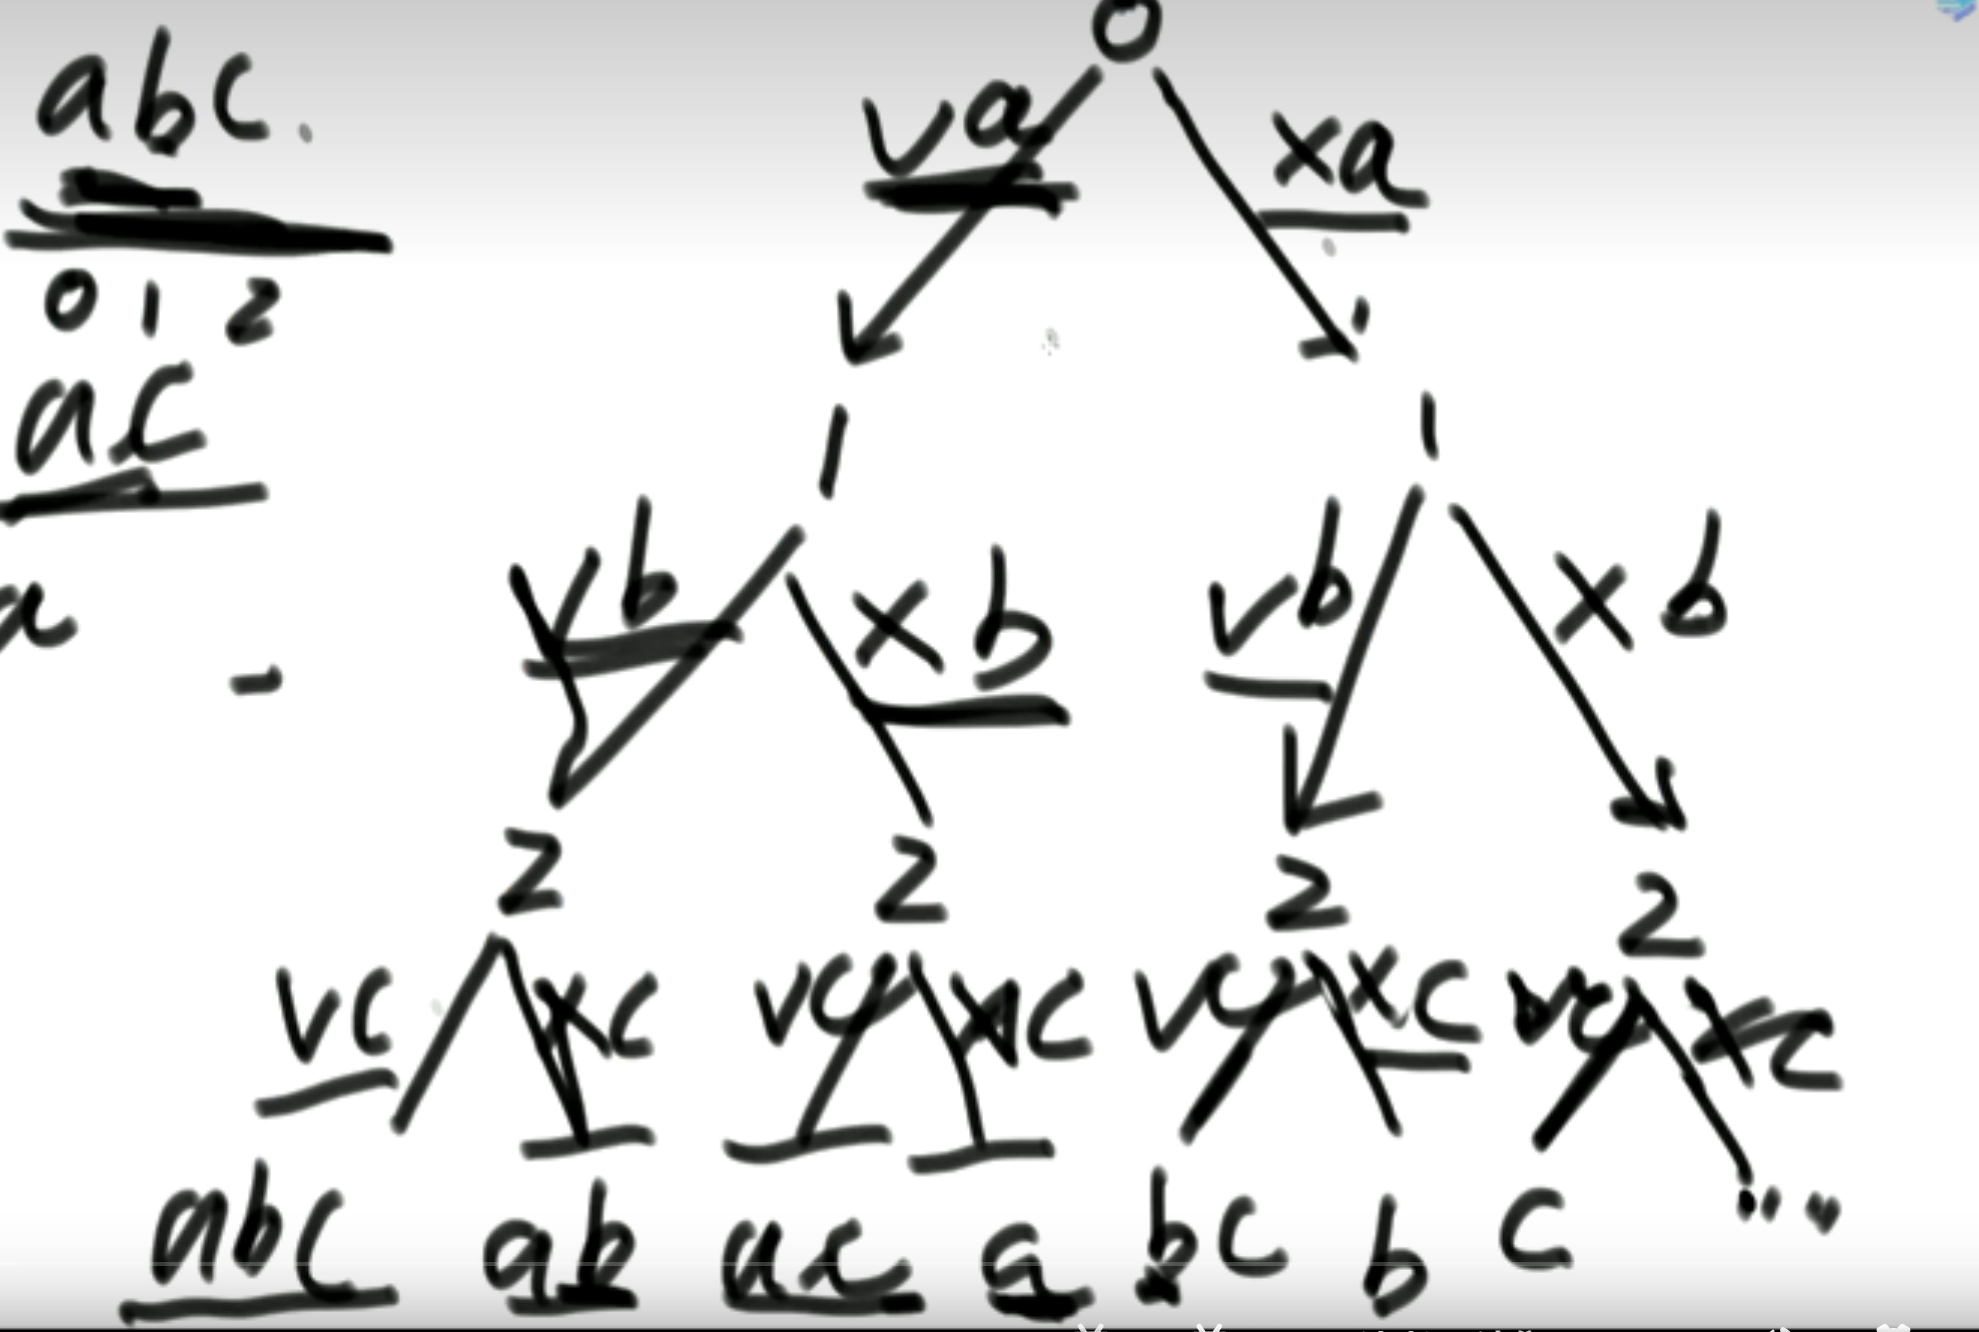 0
abc.
va xa
0 1 2
ac
1 1
vb xb vb xb
a
2 2 2 2
vc xc vc xc vc xc vc xc
abc ab ac a bc b c ""